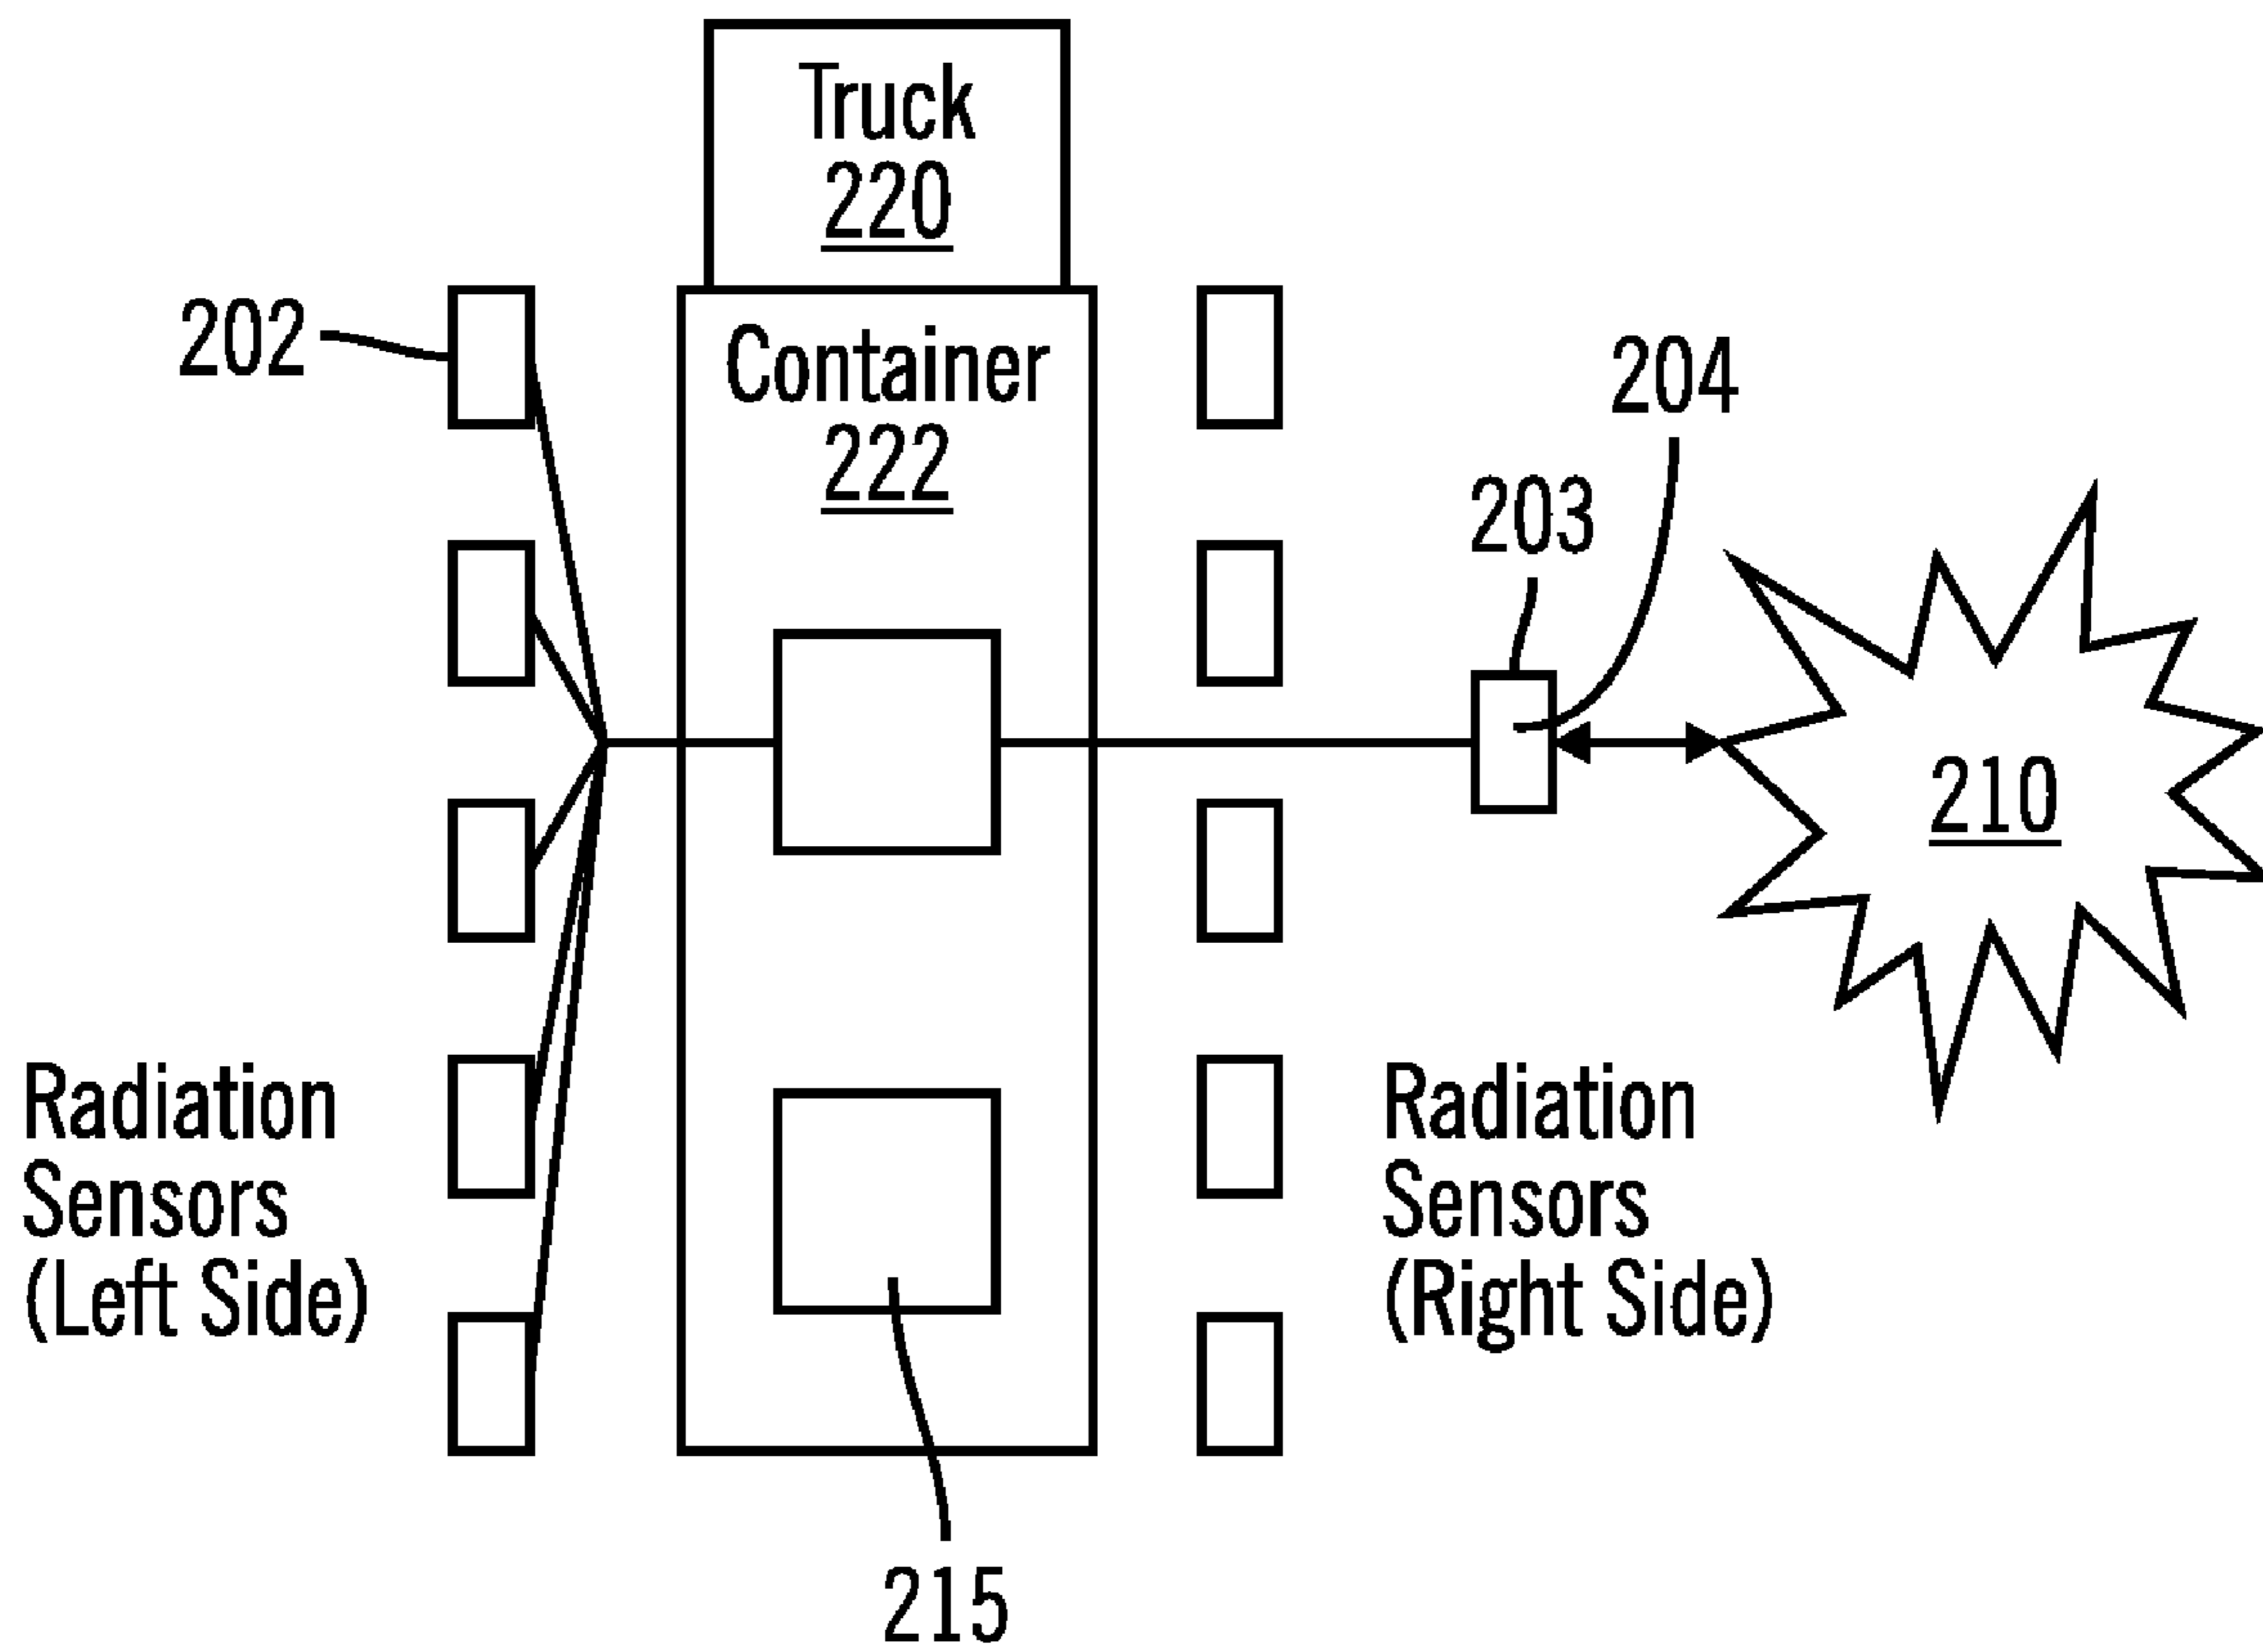 Truck
220
202
Container
222
204
203
210
Radiation
Sensors
(Left Side)
Radiation
Sensors
(Right Side)
215